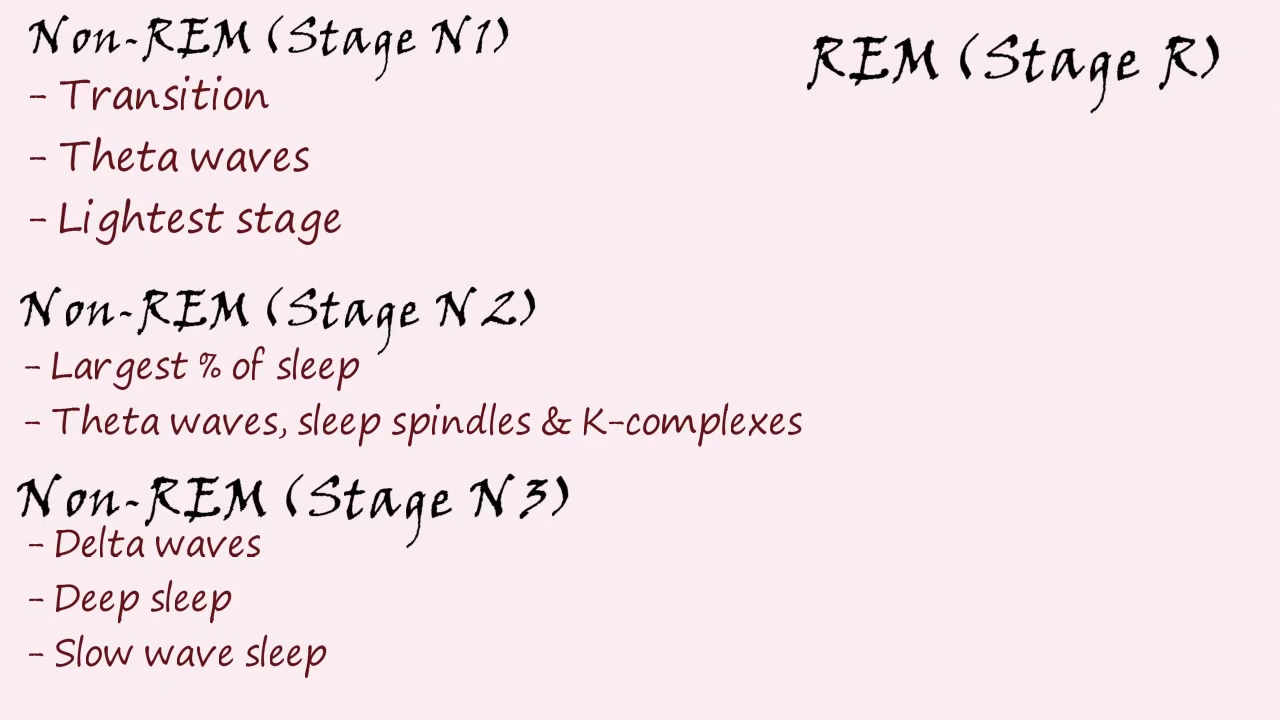 Non-REM (Stage N1)
- Transition
- Theta waves
- Lightest stage
Non-REM (Stage N2)
- Largest % of sleep
- Theta waves, sleep spindles & K-complexes
Non-REM (Stage N3)
- Delta waves
- Deep sleep
- Slow wave sleep
REM (Stage R)